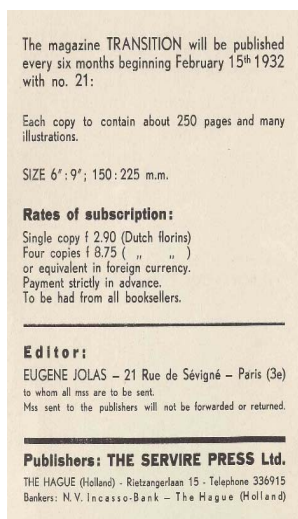 The magazine TRANSITION will be published
every six months beginning February 15th 1932
with no. 21:
Each copy to contain about 250 pages and many
illustrations.
SIZE 6″:9″; 150:225 m.m.
Rates of subscription:
Single copy f 2.90 (Dutch florins)
Four copies f 8.75 ( „ „ )
or equivalent in foreign currency.
Payment strictly in advance.
To be had from all booksellers.
Editor:
EUGENE JOLAS – 21 Rue de Sévigné – Paris (3e)
to whom all mss are to be sent.
Mss sent to the publishers will not be forwarded or returned.
Publishers: THE SERVIRE PRESS Ltd.
THE HAGUE (Holland) - Rietzangerlaan 15 - Telephone 336915
Bankers: N.V. Incasso-Bank – The Hague (Holland)